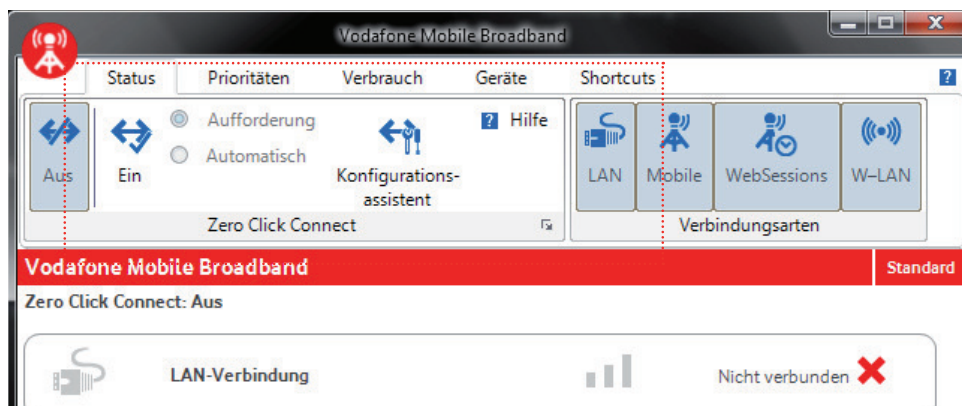 Vodafone Mobile Broadband
Status Prioritäten Verbrauch Geräte Shortcuts ?
Aus Ein Aufforderung Automatisch Konfigurations-
assistent ? Hilfe
Zero Click Connect
LAN Mobile WebSessions W–LAN
Verbindungsarten
Vodafone Mobile Broadband Standard
Zero Click Connect: Aus
LAN-Verbindung Nicht verbunden